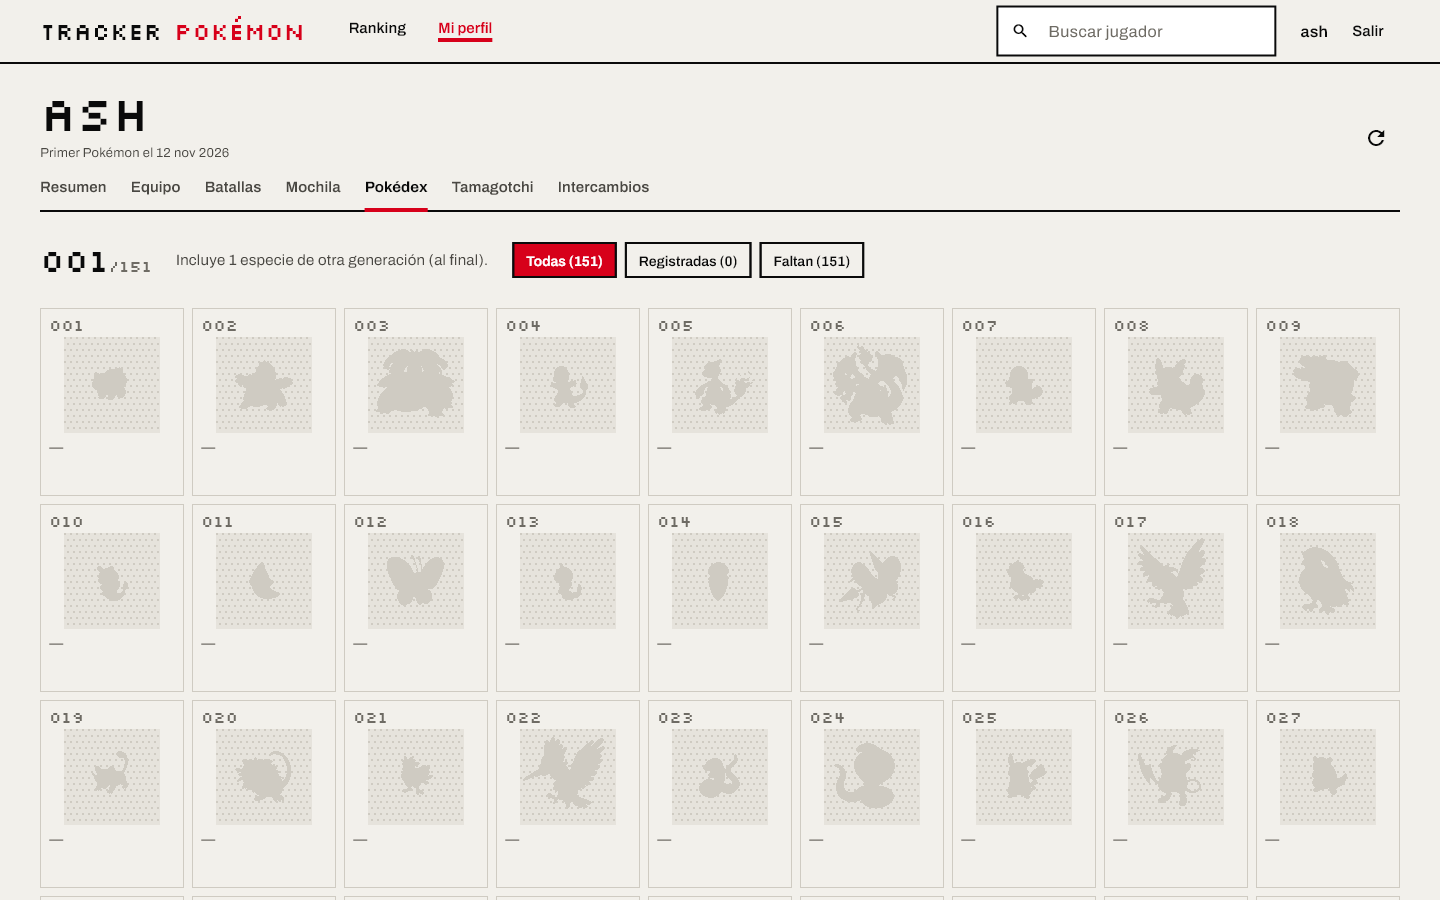 TRACKER POKÉMON
Ranking
Mi perfil
Buscar jugador
ash
Salir
ASH
Primer Pokémon el 12 nov 2026
Resumen
Equipo
Batallas
Mochila
Pokédex
Tamagotchi
Intercambios
001/151
Incluye 1 especie de otra generación (al final).
Todas (151)
Registradas (0)
Faltan (151)
001
002
003
004
005
006
007
008
009
—
—
—
—
—
—
—
—
—
010
011
012
013
014
015
016
017
018
—
—
—
—
—
—
—
—
—
019
020
021
022
023
024
025
026
027
—
—
—
—
—
—
—
—
—